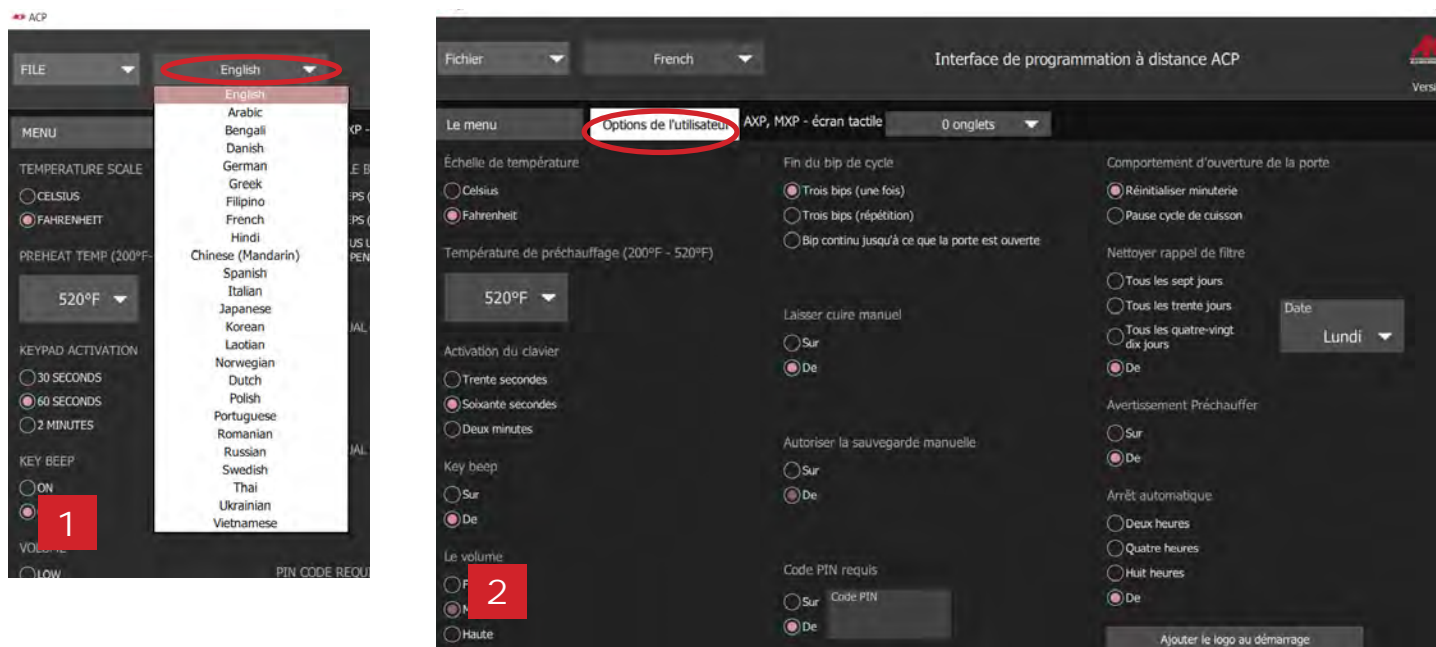 ACP
FILE
English
English
Arabic
Bengali
Danish
German
Greek
Filipino
French
Hindi
Chinese (Mandarin)
Spanish
Italian
Japanese
Korean
Laotian
Norwegian
Dutch
Polish
Portuguese
Romanian
Russian
Swedish
Thai
Ukrainian
Vietnamese
MENU
TEMPERATURE SCALE
CELSIUS
FAHRENHEIT
PREHEAT TEMP (200°F-
520°F
KEYPAD ACTIVATION
30 SECONDS
60 SECONDS
2 MINUTES
KEY BEEP
ON
1
LOW
PIN CODE REQU
Fichier
French
Interface de programmation à distance ACP
Versi
Le menu
Options de l'utilisateur
AXP, MXP - écran tactile
0 onglets
Échelle de température
Celsius
Fahrenheit
Température de préchauffage (200°F - 520°F)
520°F
Activation du clavier
Trente secondes
Soixante secondes
Deux minutes
Key beep
Sur
De
Le volume
2
Haute
Fin du bip de cycle
Trois bips (une fois)
Trois bips (répétition)
Bip continu jusqu'à ce que la porte est ouverte
Laisser cuire manuel
Sur
De
Autoriser la sauvegarde manuelle
Sur
De
Code PIN requis
Sur
Code PIN
De
Comportement d'ouverture de la porte
Réinitialiser minuterie
Pause cycle de cuisson
Nettoyer rappel de filtre
Tous les sept jours
Tous les trente jours
Tous les quatre-vingt
dix jours
De
Date
Lundi
Avertissement Préchauffer
Sur
De
Arrêt automatique
Deux heures
Quatre heures
Huit heures
De
Ajouter le logo au démarrage